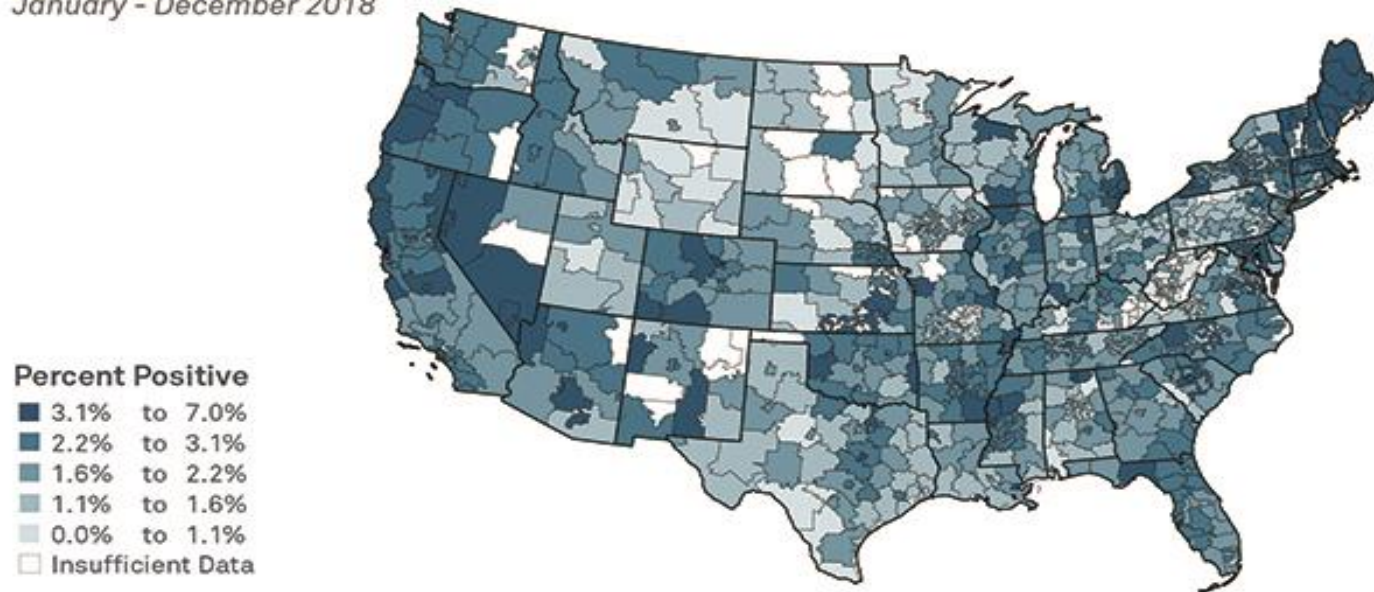 January - December 2018
Percent Positive
3.1% to 7.0%
2.2% to 3.1%
1.6% to 2.2%
1.1% to 1.6%
0.0% to 1.1%
Insufficient Data